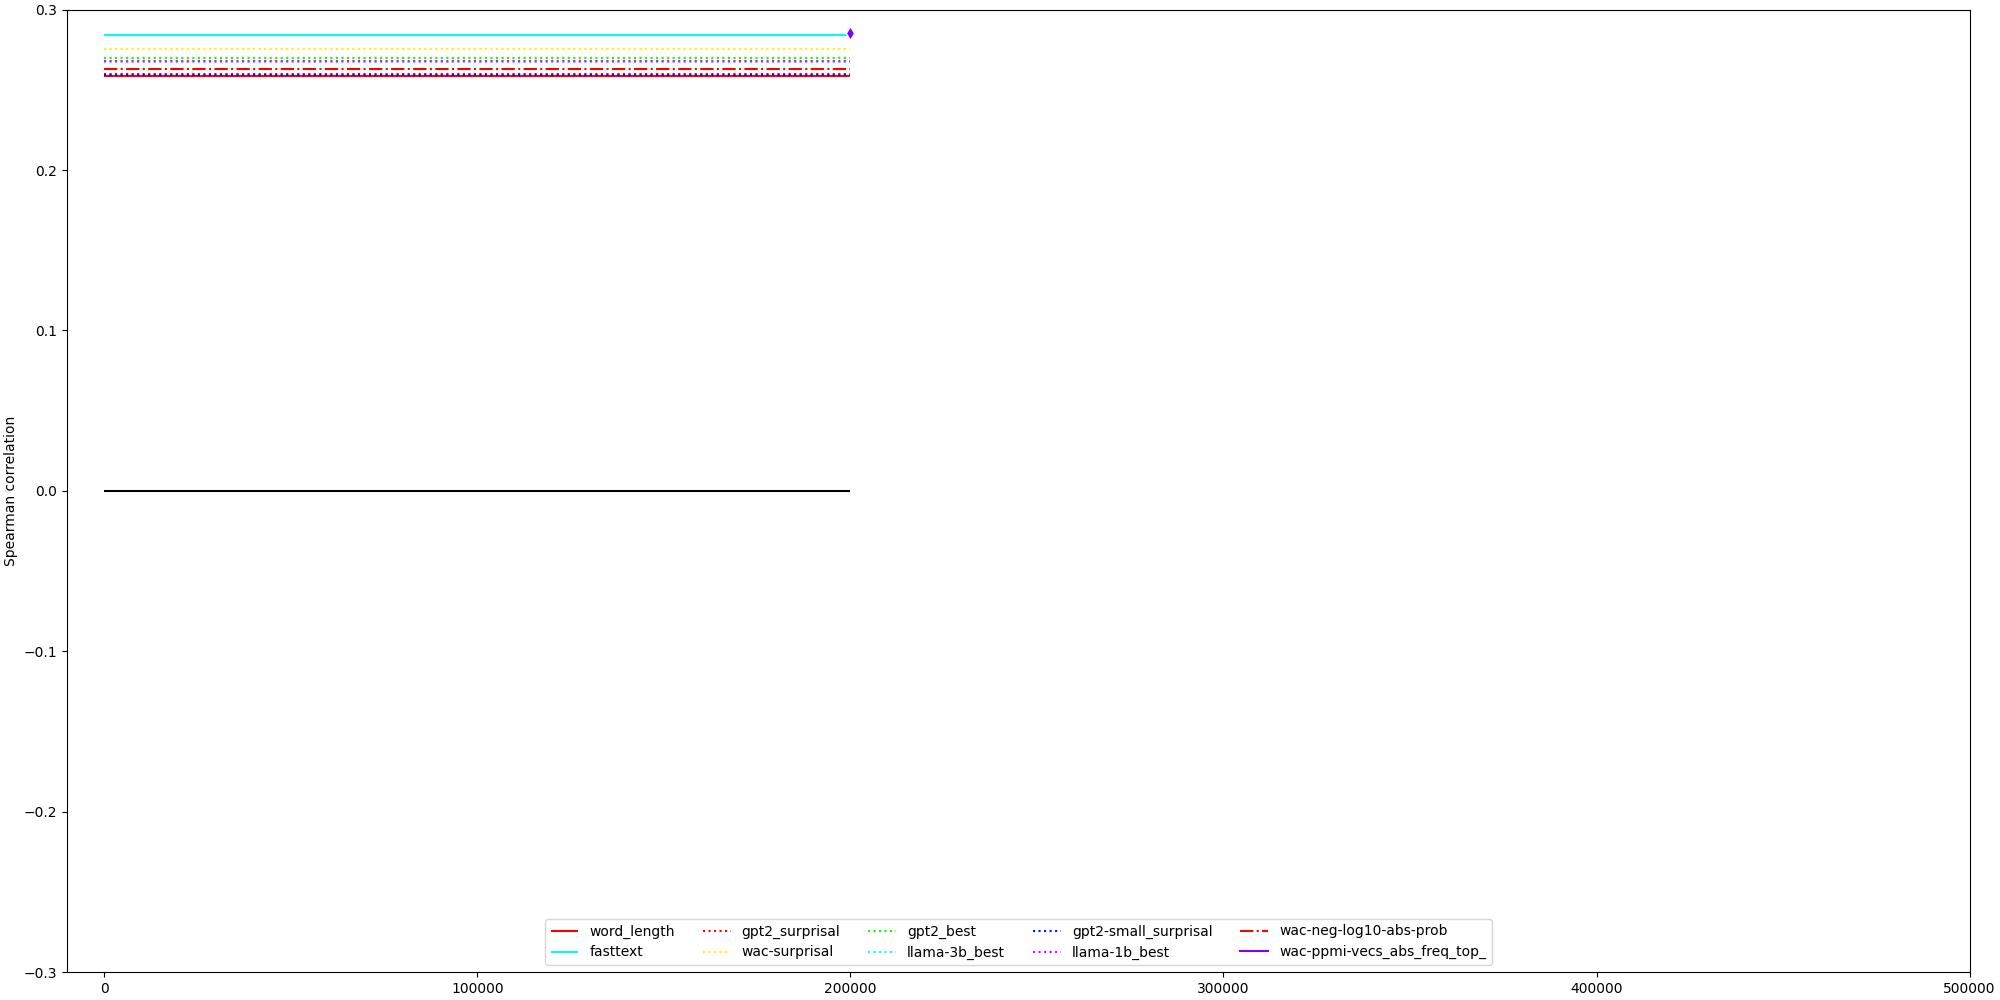 0.3
0.2
0.1
0.0
−0.1
−0.2
−0.3
Spearman correlation
word_length gpt2_surprisal gpt2_best gpt2-small_surprisal wac-neg-log10-abs-prob
fasttext wac-surprisal llama-3b_best llama-1b_best wac-ppmi-vecs_abs_freq_top_
0 100000 200000 300000 400000 500000